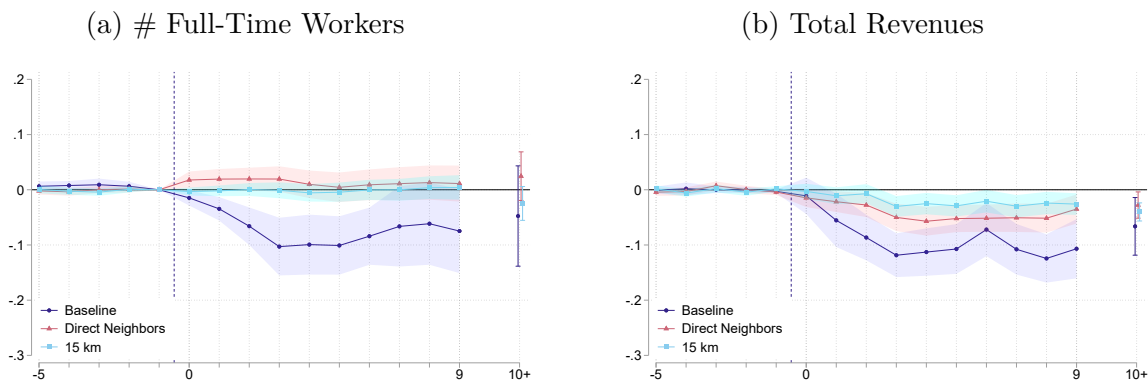 (a) # Full-Time Workers
.2
.1
0
-.1
-.2
-.3
Baseline
Direct Neighbors
15 km
-5 0 9 10+
(b) Total Revenues
.2
.1
0
-.1
-.2
-.3
Baseline
Direct Neighbors
15 km
-5 0 9 10+